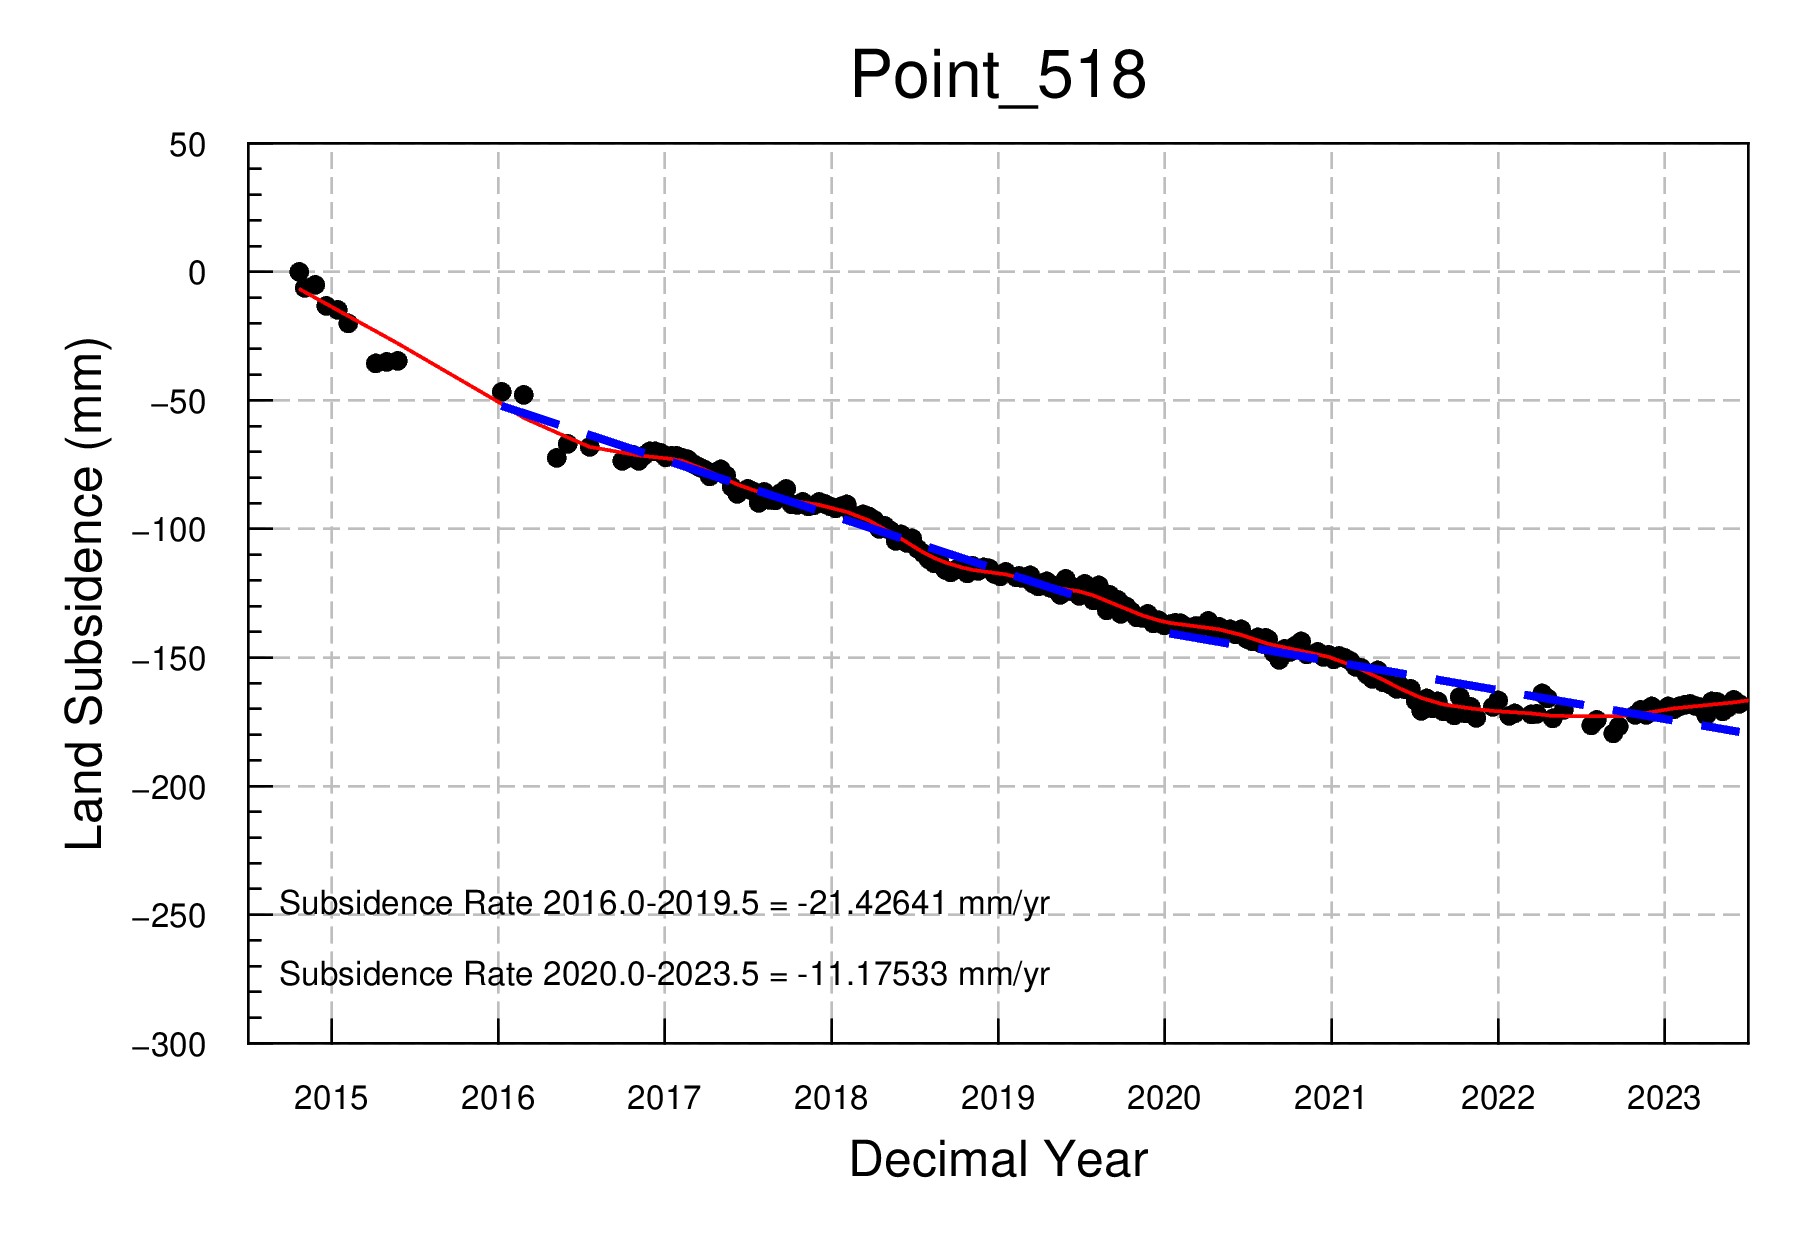 Point_518
50
0
−50
−100
−150
−200
−250
−300
Land Subsidence (mm)
Subsidence Rate 2016.0-2019.5 = -21.42641 mm/yr
Subsidence Rate 2020.0-2023.5 = -11.17533 mm/yr
2015 2016 2017 2018 2019 2020 2021 2022 2023
Decimal Year